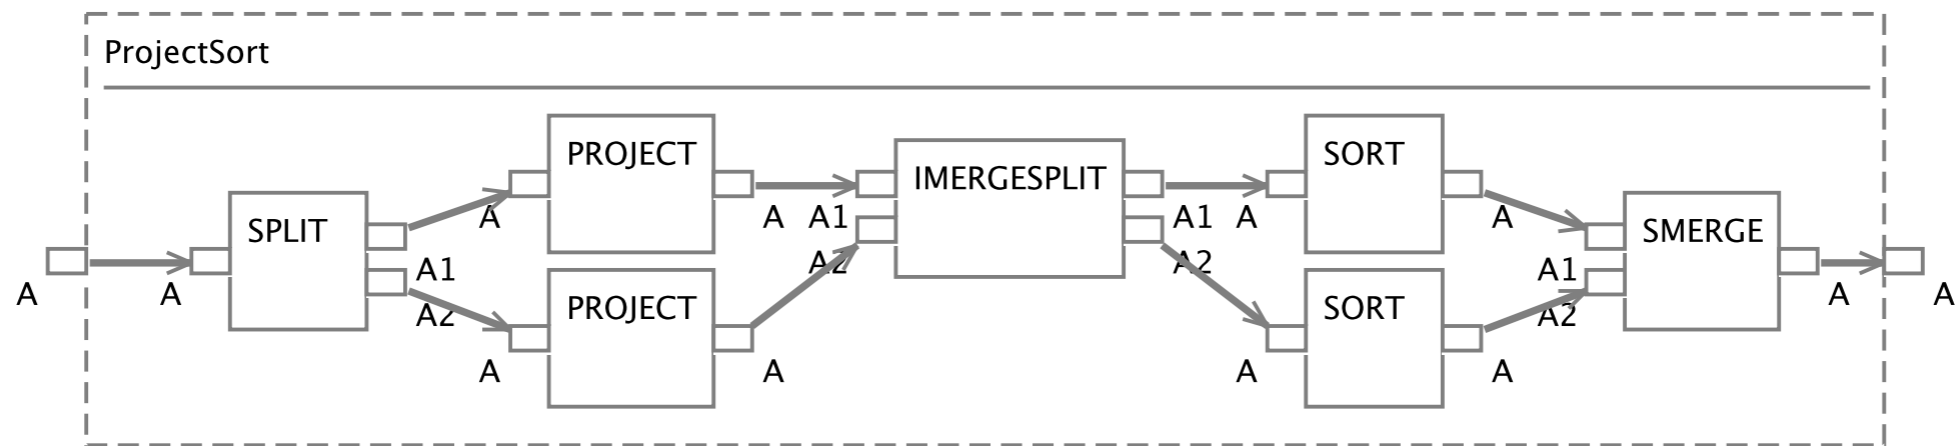 ProjectSort
PROJECT
SORT
IMERGESPLIT
SPLIT
SMERGE
A
A
A1
A1
A
A
A2
A2
A1
A1
A
A
A
A
A
PROJECT
SORT
A2
A2
A
A
A
A